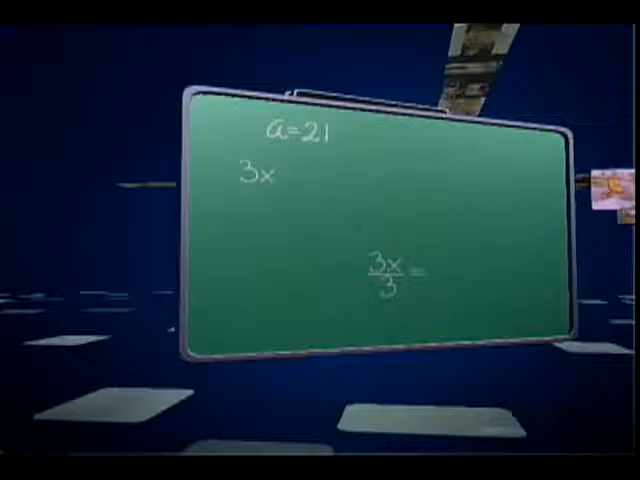 a=21
3x
3x/3 =